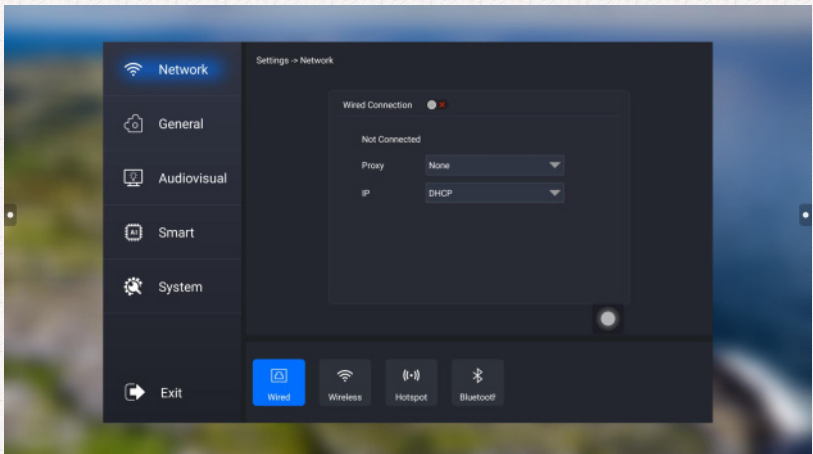 Network
General
Audiovisual
Smart
System
Exit
Settings -> Network
Wired Connection
Not Connected
Proxy None
IP DHCP
Wired Wireless Hotspot Bluetoot